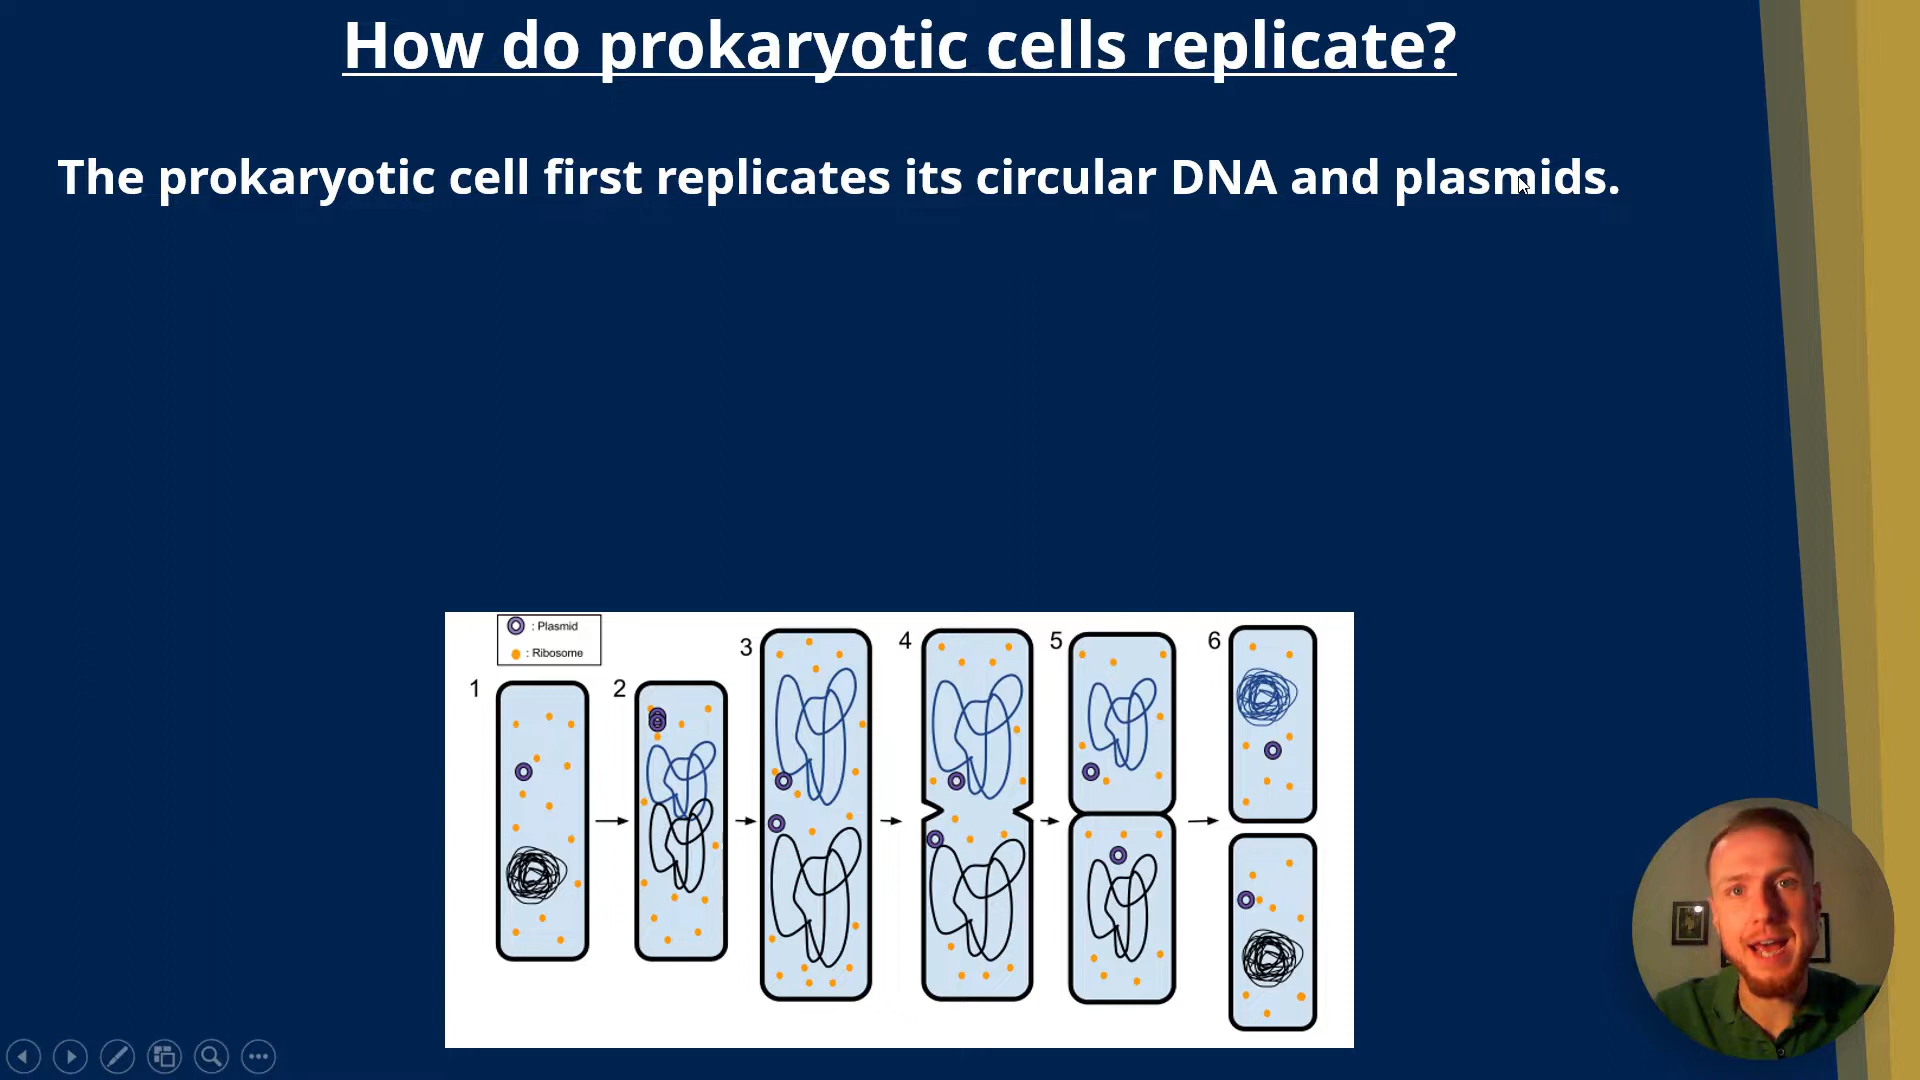 How do prokaryotic cells replicate?
The prokaryotic cell first replicates its circular DNA and plasmids.
: Plasmid
: Ribosome
1
2
3
4
5
6